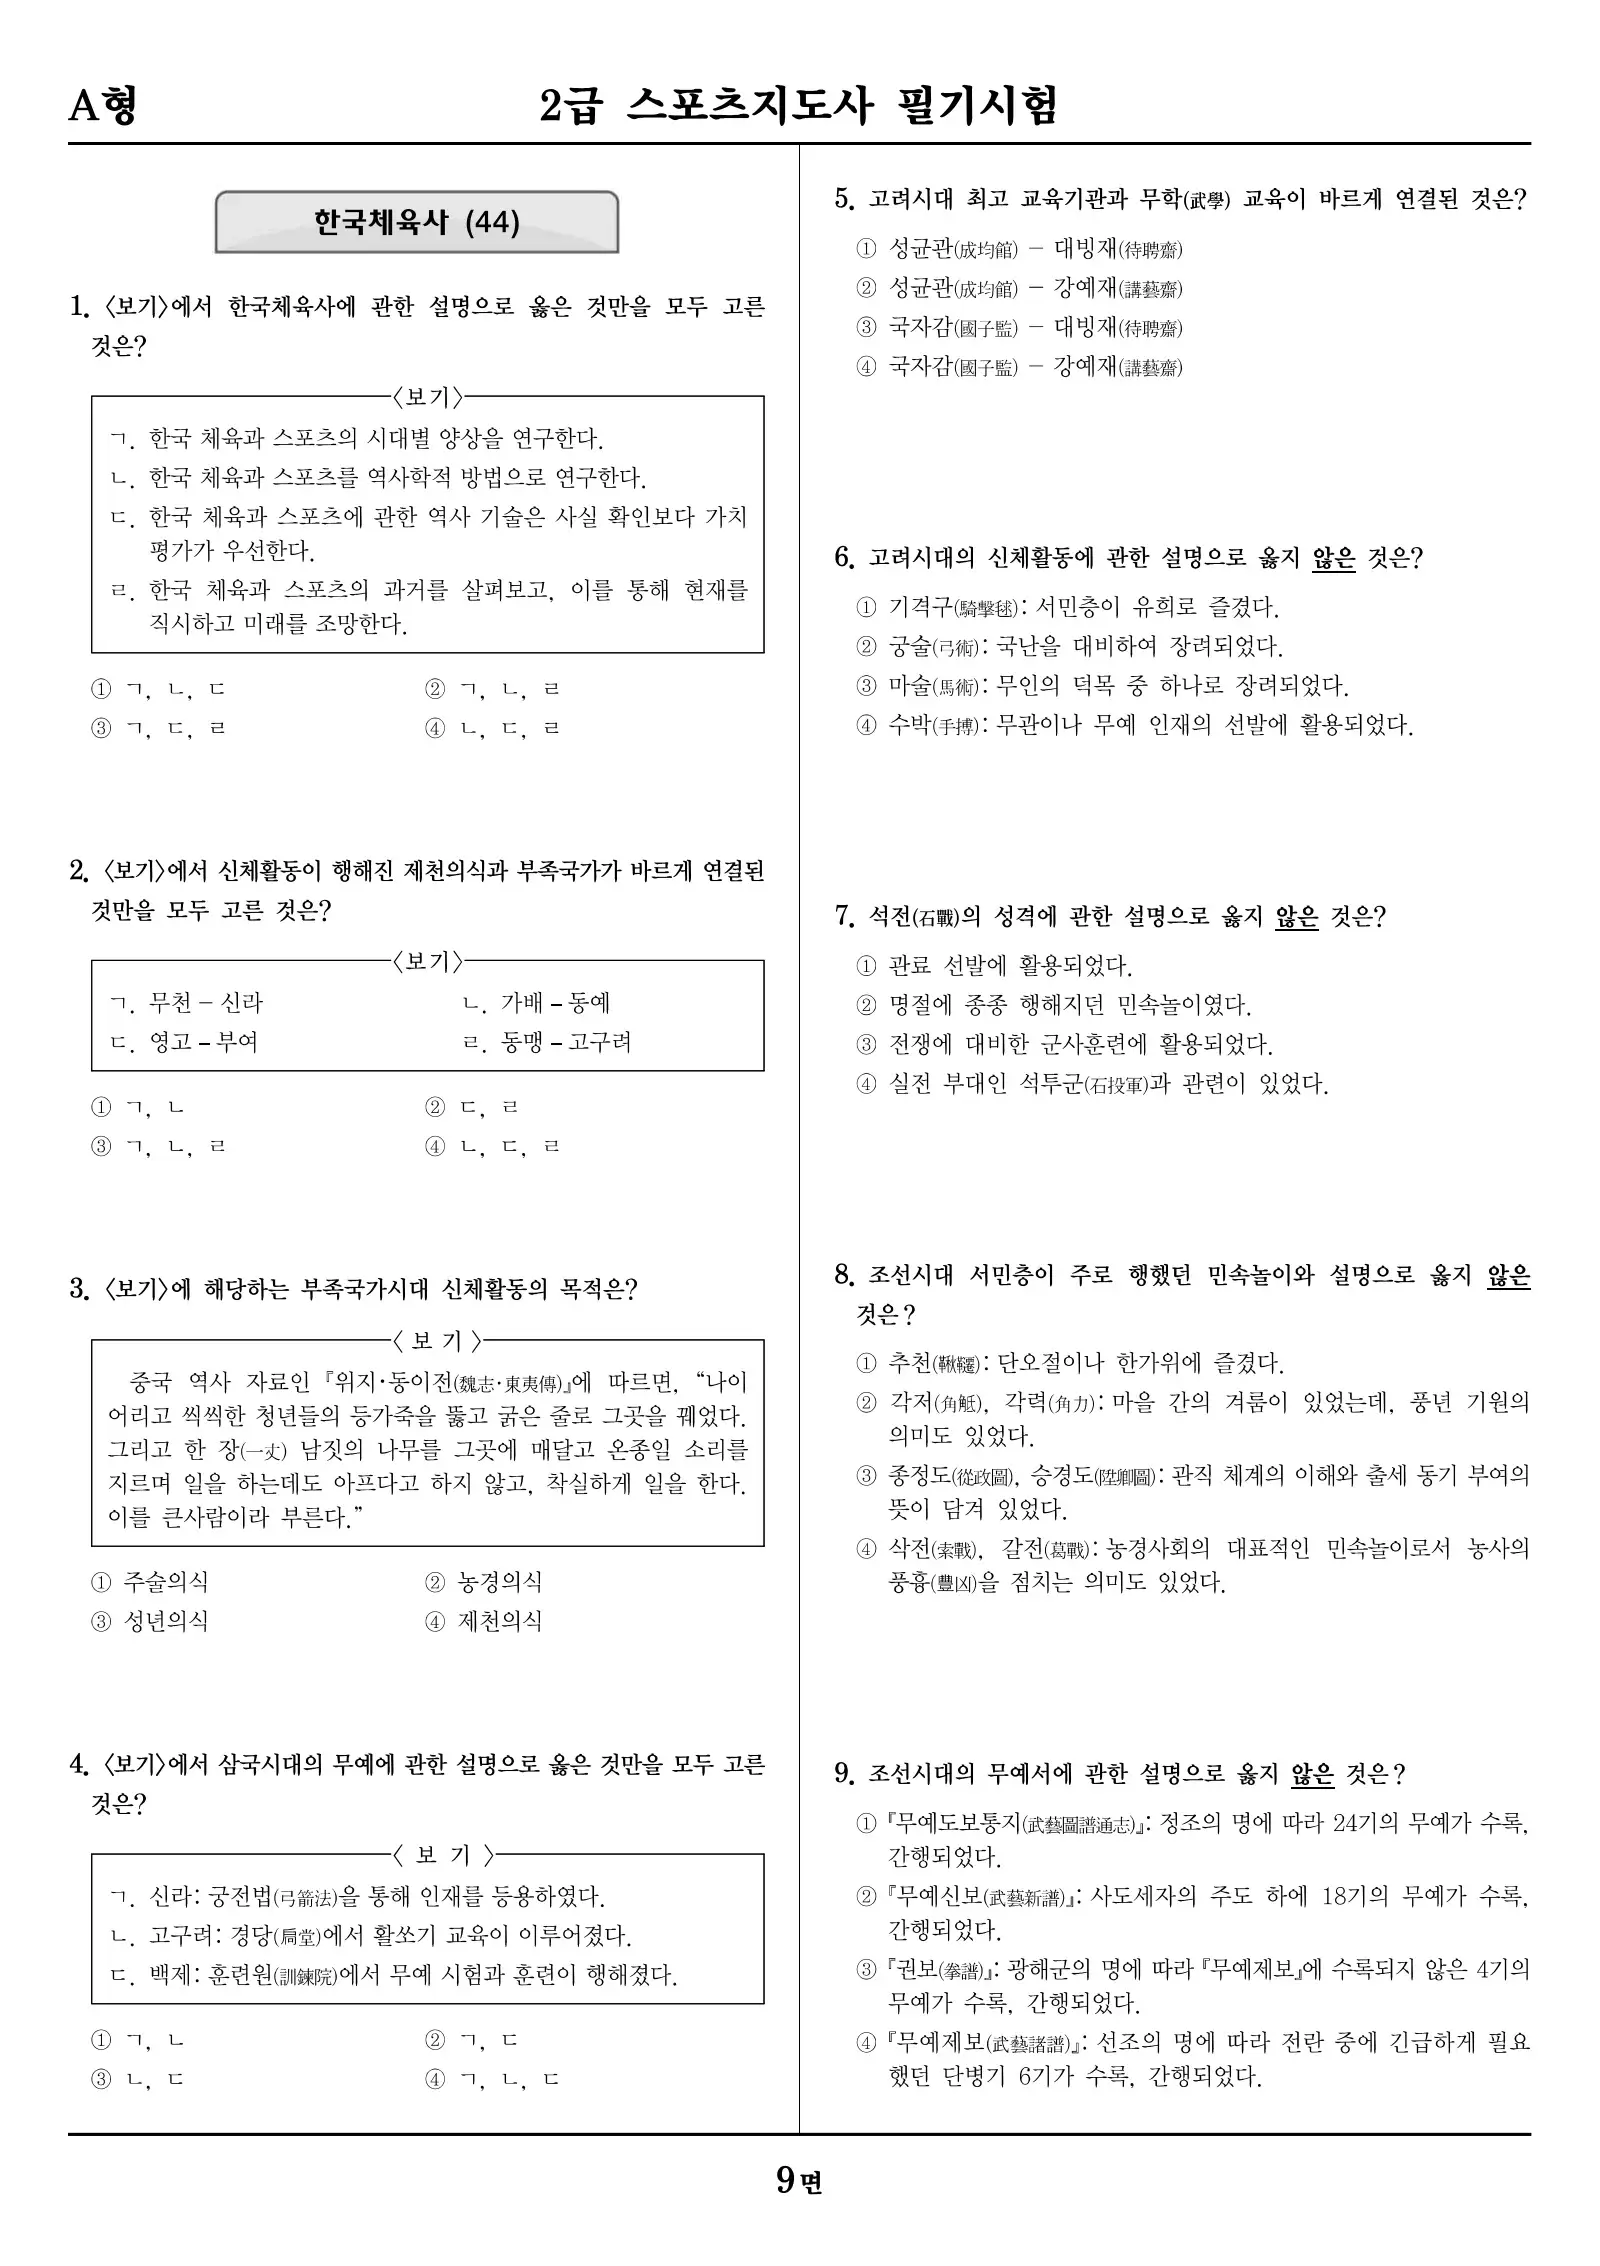 A형
2급 스포츠지도사 필기시험
한국체육사 (44)
1. 〈보기〉에서 한국체육사에 관한 설명으로 옳은 것만을 모두 고른
것은?
〈보기〉
ㄱ. 한국 체육과 스포츠의 시대별 양상을 연구한다.
ㄴ. 한국 체육과 스포츠를 역사학적 방법으로 연구한다.
ㄷ. 한국 체육과 스포츠에 관한 역사 기술은 사실 확인보다 가치
평가가 우선한다.
ㄹ. 한국 체육과 스포츠의 과거를 살펴보고, 이를 통해 현재를
직시하고 미래를 조망한다.
① ㄱ, ㄴ, ㄷ ② ㄱ, ㄴ, ㄹ
③ ㄱ, ㄷ, ㄹ ④ ㄴ, ㄷ, ㄹ
2. 〈보기〉에서 신체활동이 행해진 제천의식과 부족국가가 바르게 연결된
것만을 모두 고른 것은?
〈보기〉
ㄱ. 무천 – 신라 ㄴ. 가배 – 동예
ㄷ. 영고 – 부여 ㄹ. 동맹 – 고구려
① ㄱ, ㄴ ② ㄷ, ㄹ
③ ㄱ, ㄴ, ㄹ ④ ㄴ, ㄷ, ㄹ
3. 〈보기〉에 해당하는 부족국가시대 신체활동의 목적은?
〈 보 기 〉
중국 역사 자료인 『위지·동이전(魏志·東夷傳)』에 따르면, “나이
어리고 씩씩한 청년들의 등가죽을 뚫고 굵은 줄로 그곳을 꿰었다.
그리고 한 장(一丈) 남짓의 나무를 그곳에 매달고 온종일 소리를
지르며 일을 하는데도 아프다고 하지 않고, 착실하게 일을 한다.
이를 큰사람이라 부른다.”
① 주술의식 ② 농경의식
③ 성년의식 ④ 제천의식
4. 〈보기〉에서 삼국시대의 무예에 관한 설명으로 옳은 것만을 모두 고른
것은?
〈 보 기 〉
ㄱ. 신라: 궁전법(弓箭法)을 통해 인재를 등용하였다.
ㄴ. 고구려: 경당(扃堂)에서 활쏘기 교육이 이루어졌다.
ㄷ. 백제: 훈련원(訓鍊院)에서 무예 시험과 훈련이 행해졌다.
① ㄱ, ㄴ ② ㄱ, ㄷ
③ ㄴ, ㄷ ④ ㄱ, ㄴ, ㄷ
5. 고려시대 최고 교육기관과 무학(武學) 교육이 바르게 연결된 것은?
① 성균관(成均館) – 대빙재(待聘齋)
② 성균관(成均館) – 강예재(講藝齋)
③ 국자감(國子監) – 대빙재(待聘齋)
④ 국자감(國子監) – 강예재(講藝齋)
6. 고려시대의 신체활동에 관한 설명으로 옳지 않은 것은?
① 기격구(騎擊毬): 서민층이 유희로 즐겼다.
② 궁술(弓術): 국난을 대비하여 장려되었다.
③ 마술(馬術): 무인의 덕목 중 하나로 장려되었다.
④ 수박(手搏): 무관이나 무예 인재의 선발에 활용되었다.
7. 석전(石戰)의 성격에 관한 설명으로 옳지 않은 것은?
① 관료 선발에 활용되었다.
② 명절에 종종 행해지던 민속놀이였다.
③ 전쟁에 대비한 군사훈련에 활용되었다.
④ 실전 부대인 석투군(石投軍)과 관련이 있었다.
8. 조선시대 서민층이 주로 행했던 민속놀이와 설명으로 옳지 않은
것은?
① 추천(鞦韆): 단오절이나 한가위에 즐겼다.
② 각저(角觝), 각력(角力): 마을 간의 겨룸이 있었는데, 풍년 기원의
의미도 있었다.
③ 종정도(從政圖), 승경도(陞卿圖): 관직 체계의 이해와 출세 동기 부여의
뜻이 담겨 있었다.
④ 삭전(索戰), 갈전(葛戰): 농경사회의 대표적인 민속놀이로서 농사의
풍흉(豊凶)을 점치는 의미도 있었다.
9. 조선시대의 무예서에 관한 설명으로 옳지 않은 것은?
① 『무예도보통지(武藝圖譜通志)』: 정조의 명에 따라 24기의 무예가 수록,
간행되었다.
② 『무예신보(武藝新譜)』: 사도세자의 주도 하에 18기의 무예가 수록,
간행되었다.
③ 『권보(拳譜)』: 광해군의 명에 따라 『무예제보』에 수록되지 않은 4기의
무예가 수록, 간행되었다.
④ 『무예제보(武藝諸譜)』: 선조의 명에 따라 전란 중에 긴급하게 필요
했던 단병기 6기가 수록, 간행되었다.
9면